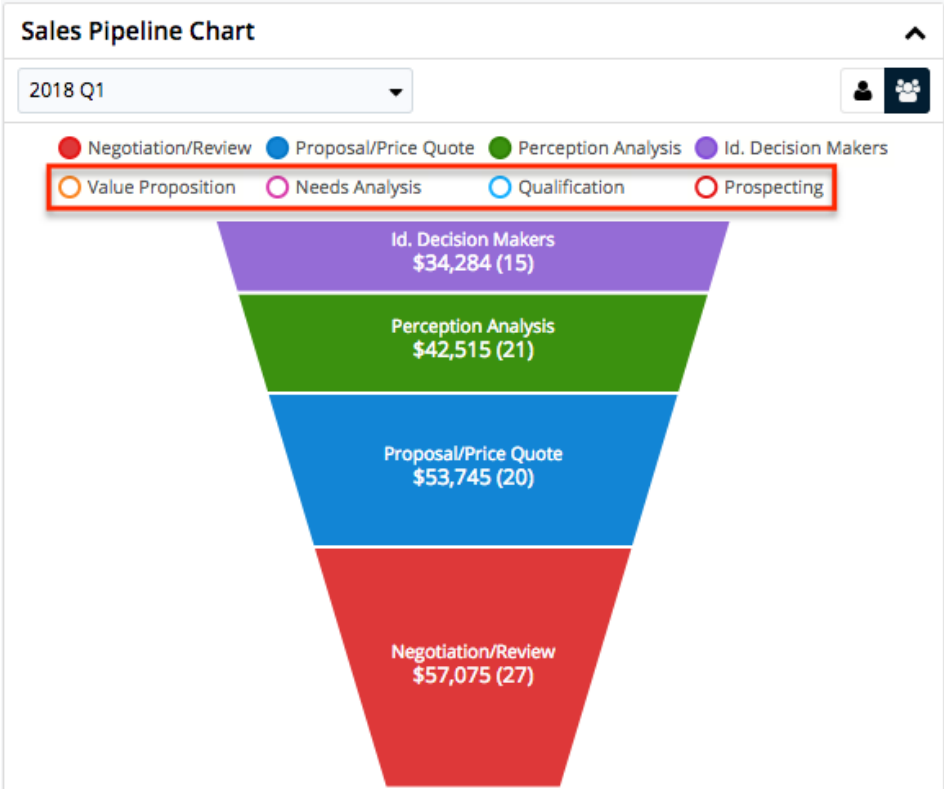 Sales Pipeline Chart
2018 Q1
Negotiation/Review Proposal/Price Quote Perception Analysis Id. Decision Makers
Value Proposition Needs Analysis Qualification Prospecting
Id. Decision Makers
$34,284 (15)
Perception Analysis
$42,515 (21)
Proposal/Price Quote
$53,745 (20)
Negotiation/Review
$57,075 (27)